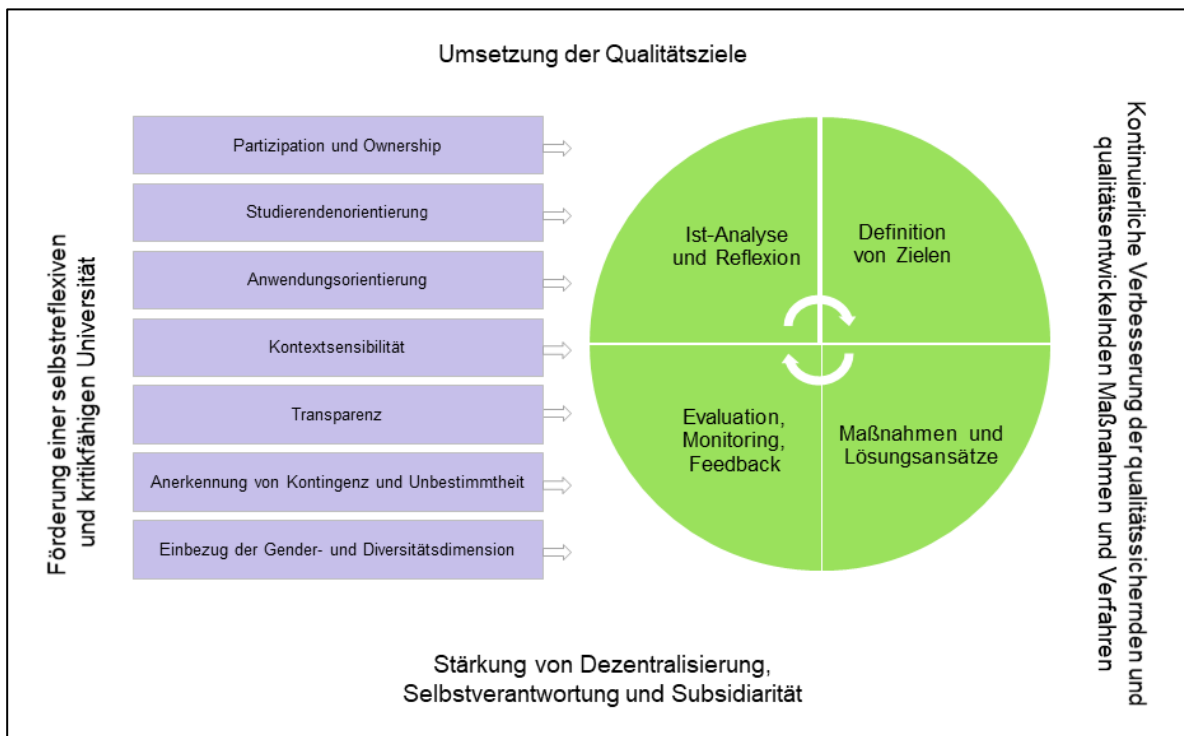 Umsetzung der Qualitätsziele
Förderung einer selbstreflexiven
und kritikfähigen Universität
Partizipation und Ownership
Studierendenorientierung
Anwendungsorientierung
Kontextsensibilität
Transparenz
Anerkennung von Kontingenz und Unbestimmtheit
Einbezug der Gender- und Diversitätsdimension
Ist-Analyse
und Reflexion
Definition
von Zielen
Evaluation,
Monitoring,
Feedback
Maßnahmen und
Lösungsansätze
Kontinuierliche Verbesserung der qualitätssichernden und
qualitätsentwickelnden Maßnahmen und Verfahren
Stärkung von Dezentralisierung,
Selbstverantwortung und Subsidiarität